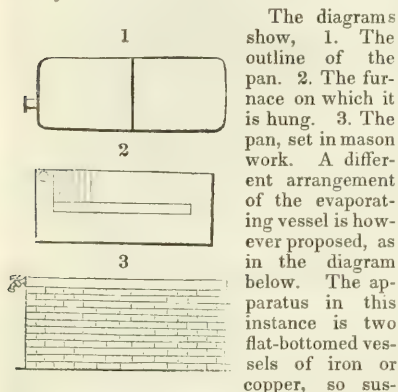 The diagrams
show, 1. The
outline of the
pan. 2. The fur-
nace on which it
is hung. 3. The
pan, set in mason
work. A differ-
ent arrangement
of the evaporat-
ing vessel is how-
ever proposed, as
in the diagram
below. The ap-
paratus in this
instance is two
flat-bottomed ves-
sels of iron or
copper, so sus-
1
2
3